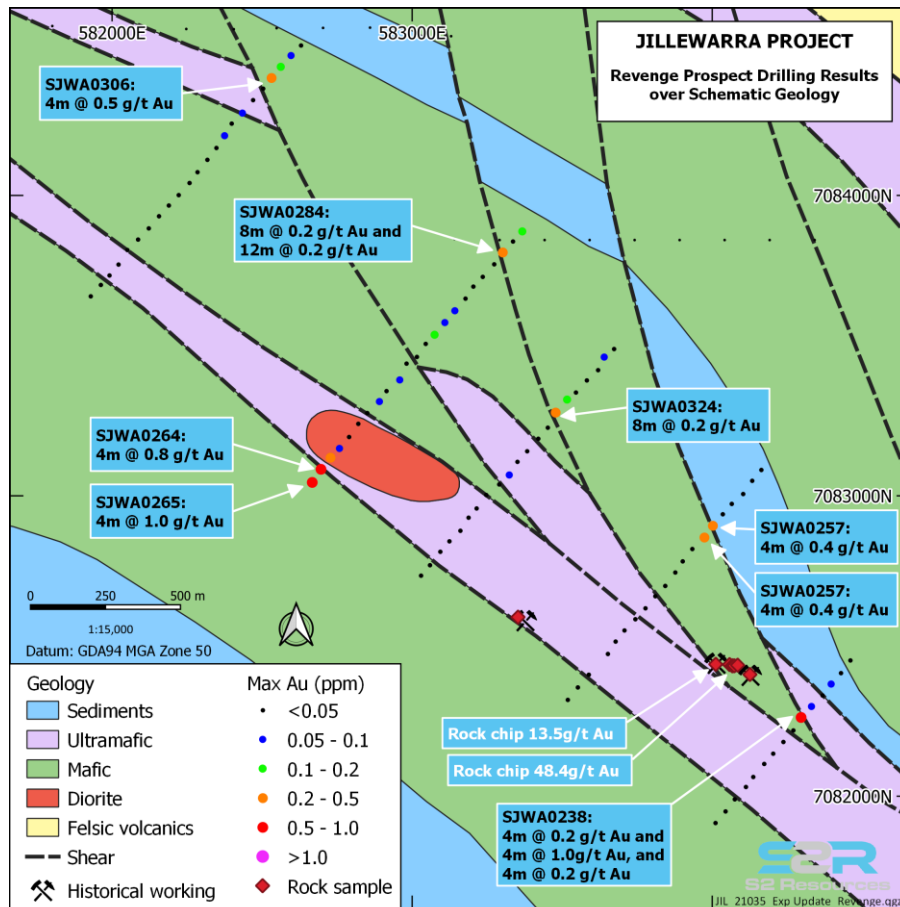 582000E
583000E
JILLEWARRA PROJECT
Revenge Prospect Drilling Results
over Schematic Geology
SJWA0306:
4m @ 0.5 g/t Au
7084000N
SJWA0284:
8m @ 0.2 g/t Au and
12m @ 0.2 g/t Au
SJWA0324:
8m @ 0.2 g/t Au
SJWA0264:
4m @ 0.8 g/t Au
SJWA0265:
4m @ 1.0 g/t Au
7083000N
SJWA0257:
4m @ 0.4 g/t Au
SJWA0257:
4m @ 0.4 g/t Au
0 250 500 m
1:15,000
Datum: GDA94 MGA Zone 50
Geology
Sediments
Ultramafic
Mafic
Diorite
Felsic volcanics
Shear
Historical working
Max Au (ppm)
<0.05
0.05 - 0.1
0.1 - 0.2
0.2 - 0.5
0.5 - 1.0
>1.0
Rock sample
Rock chip 13.5g/t Au
Rock chip 48.4g/t Au
SJWA0238:
4m @ 0.2 g/t Au and
4m @ 1.0g/t Au, and
4m @ 0.2 g/t Au
7082000N
S2R
S2 Resources
JIL_21035_Exp Update_Revenge.qgz